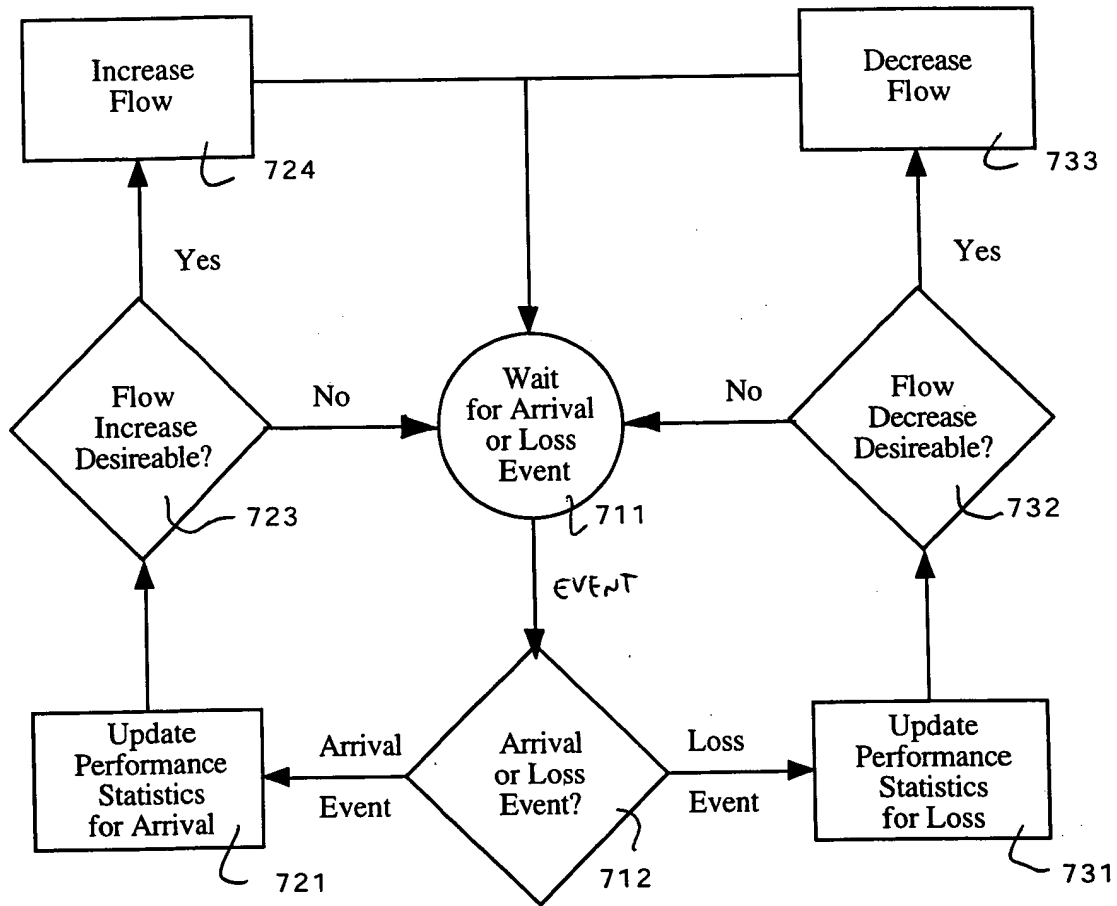 Increase
Flow
724
Decrease
Flow
733
Yes
Yes
Flow
Increase
Desireable?
723
No
Wait
for Arrival
or Loss
Event
711
No
Flow
Decrease
Desireable?
732
EVENT
Update
Performance
Statistics
for Arrival
721
Arrival
Event
Arrival
or Loss
Event?
712
Loss
Event
Update
Performance
Statistics
for Loss
731